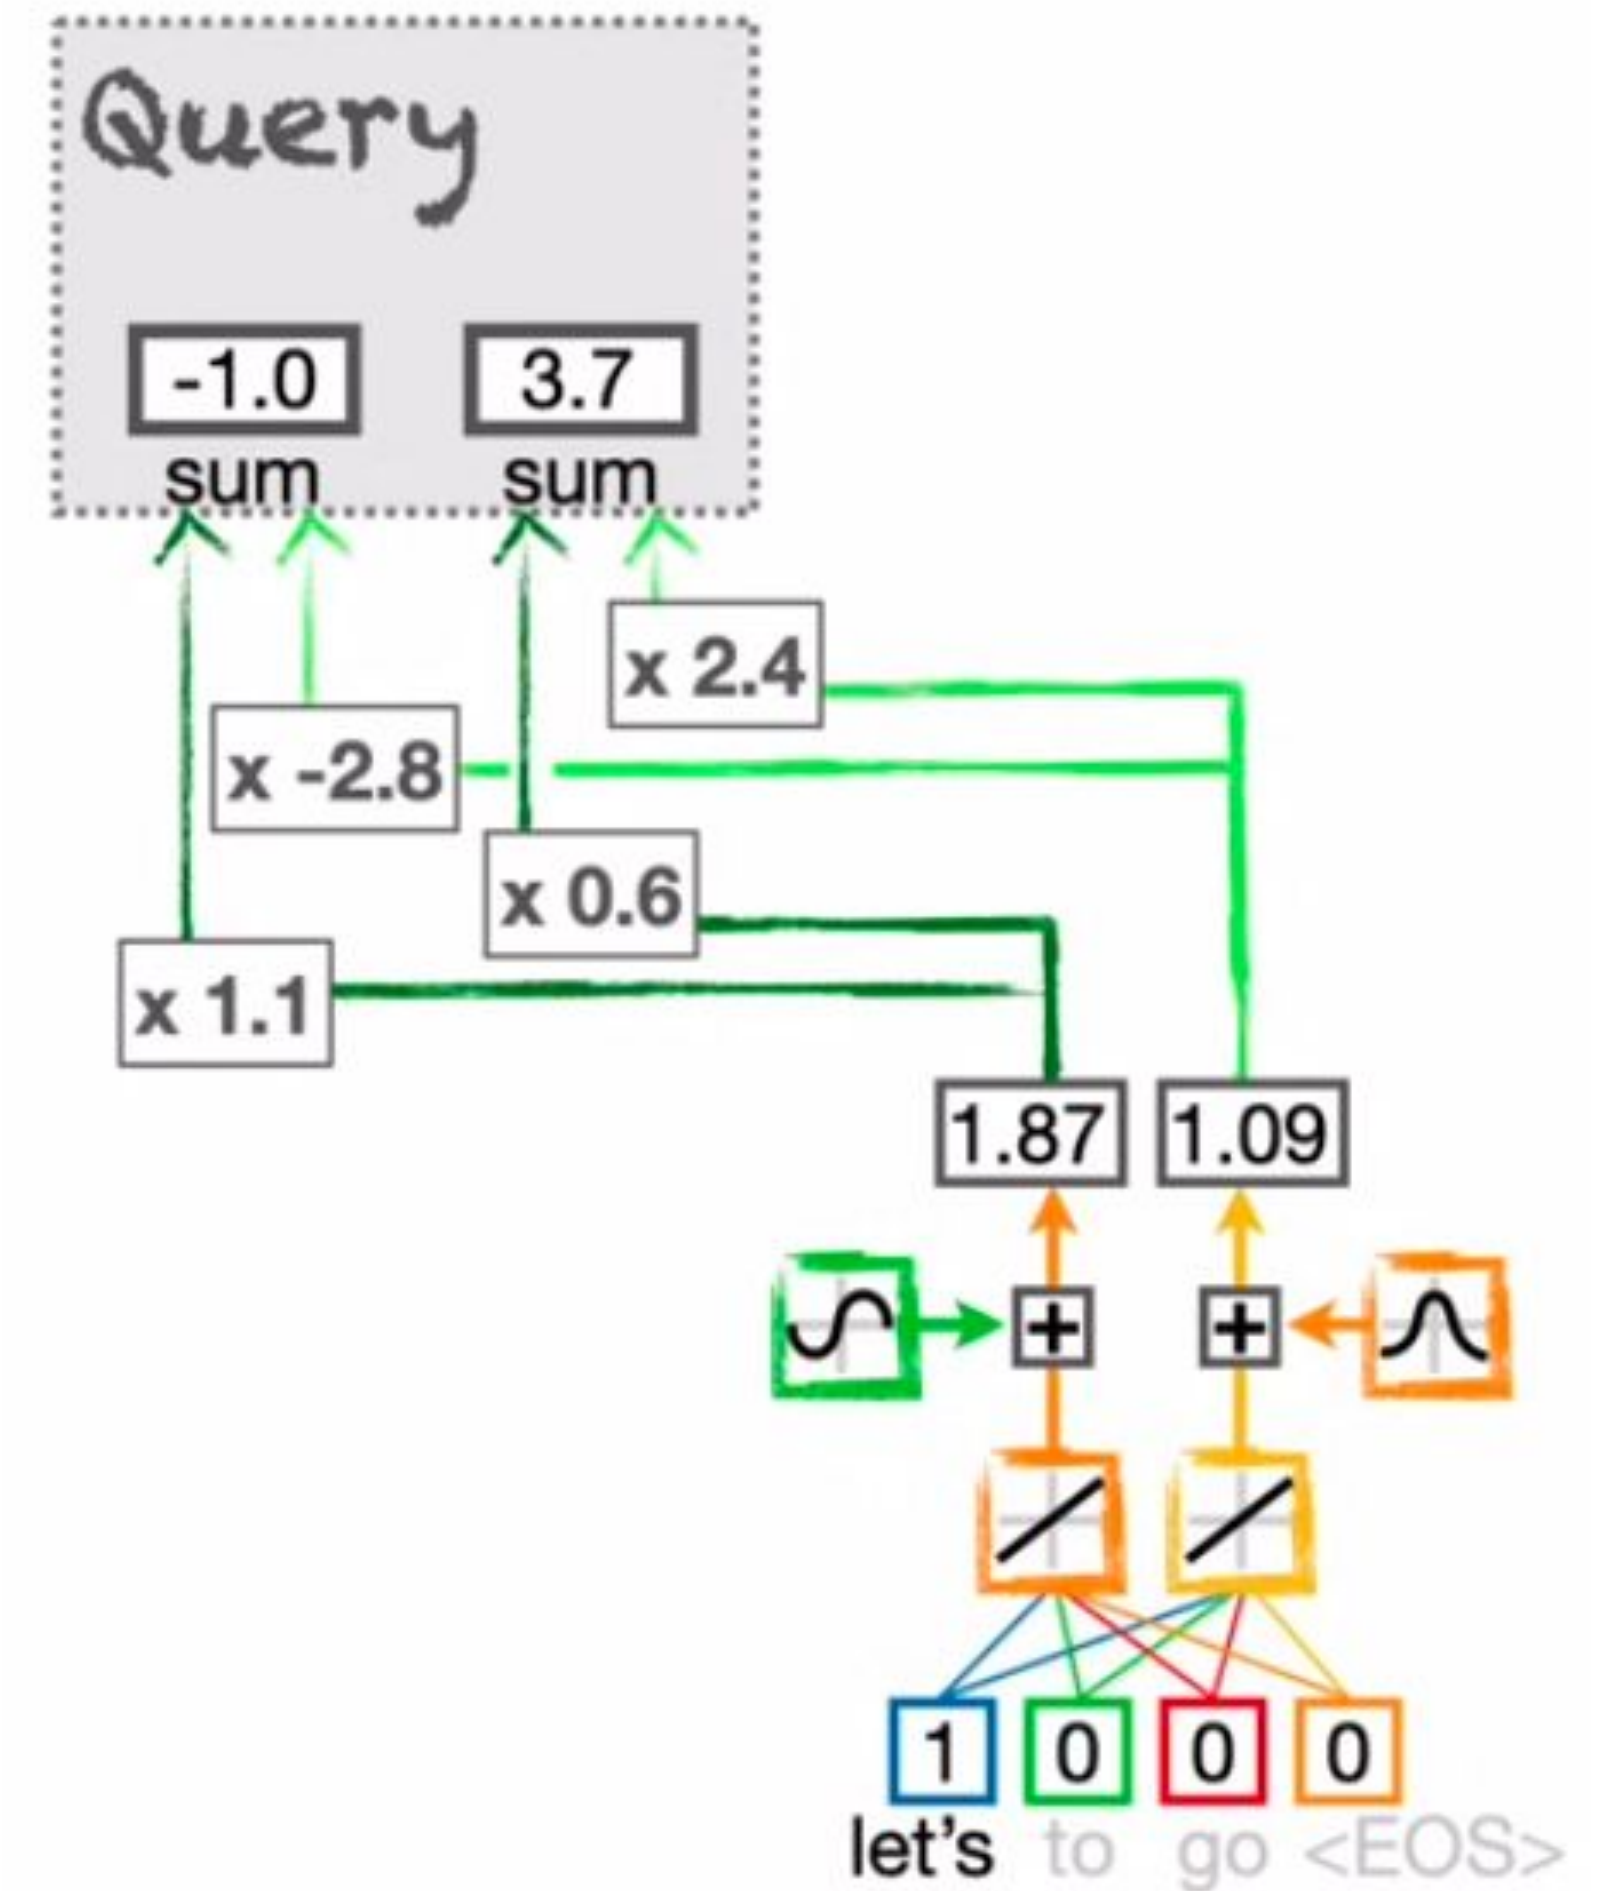 Query
-1.0 3.7
sum sum
x 2.4
x -2.8
x 0.6
x 1.1
1.87 1.09
+ +
1 0 0 0
let's to go <EOS>